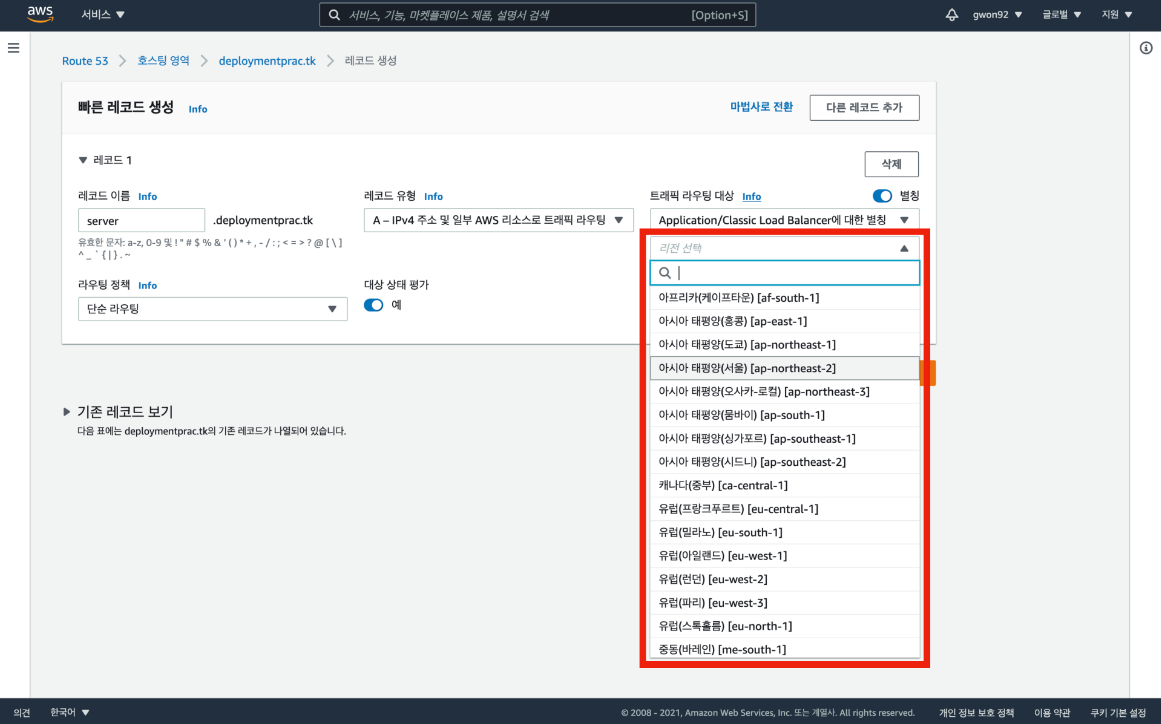 aws 서비스 서비스, 기능, 마켓플레이스 제품, 설명서 검색 [Option+S] gwon92 글로벌 지원
Route 53 호스팅 영역 deploymentprac.tk 레코드 생성
빠른 레코드 생성 Info 마법사로 전환 다른 레코드 추가
레코드 1 삭제
레코드 이름 Info 레코드 유형 Info 트래픽 라우팅 대상 Info 별칭
server .deploymentprac.tk A – IPv4 주소 및 일부 AWS 리소스로 트래픽 라우팅 Application/Classic Load Balancer에 대한 별칭
유효한 문자: a-z, 0-9 및 ! " # $ % & ' ( ) * + , - / : ; < = > ? @ [ \ ]
^ _ ` { | } . ~
리전 선택
라우팅 정책 Info 대상 상태 평가
단순 라우팅 예
아프리카(케이프타운) [af-south-1]
아시아 태평양(홍콩) [ap-east-1]
아시아 태평양(도쿄) [ap-northeast-1]
아시아 태평양(서울) [ap-northeast-2]
아시아 태평양(오사카-로컬) [ap-northeast-3]
아시아 태평양(뭄바이) [ap-south-1]
아시아 태평양(싱가포르) [ap-southeast-1]
아시아 태평양(시드니) [ap-southeast-2]
캐나다(중부) [ca-central-1]
유럽(프랑크푸르트) [eu-central-1]
유럽(밀라노) [eu-south-1]
유럽(아일랜드) [eu-west-1]
유럽(런던) [eu-west-2]
유럽(파리) [eu-west-3]
유럽(스톡홀름) [eu-north-1]
중동(바레인) [me-south-1]
기존 레코드 보기
다음 표에는 deploymentprac.tk의 기존 레코드가 나열되어 있습니다.
의견 한국어 © 2008 - 2021, Amazon Web Services, Inc. 또는 계열사. All rights reserved. 개인 정보 보호 정책 이용 약관 쿠키 기본 설정